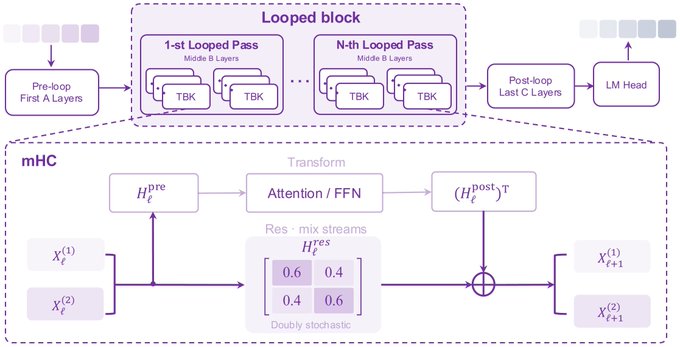 Looped block
1-st Looped Pass
Middle B Layers
TBK
TBK
...
N-th Looped Pass
Middle B Layers
TBK
TBK
Pre-loop
First A Layers
Post-loop
Last C Layers
LM Head
mHC
Transform
H_ℓ^pre
Attention / FFN
(H_ℓ^post)^T
Res · mix streams
H_ℓ^res
0.6 0.4
0.4 0.6
Doubly stochastic
X_ℓ^(1)
X_ℓ^(2)
X_ℓ+1^(1)
X_ℓ+1^(2)